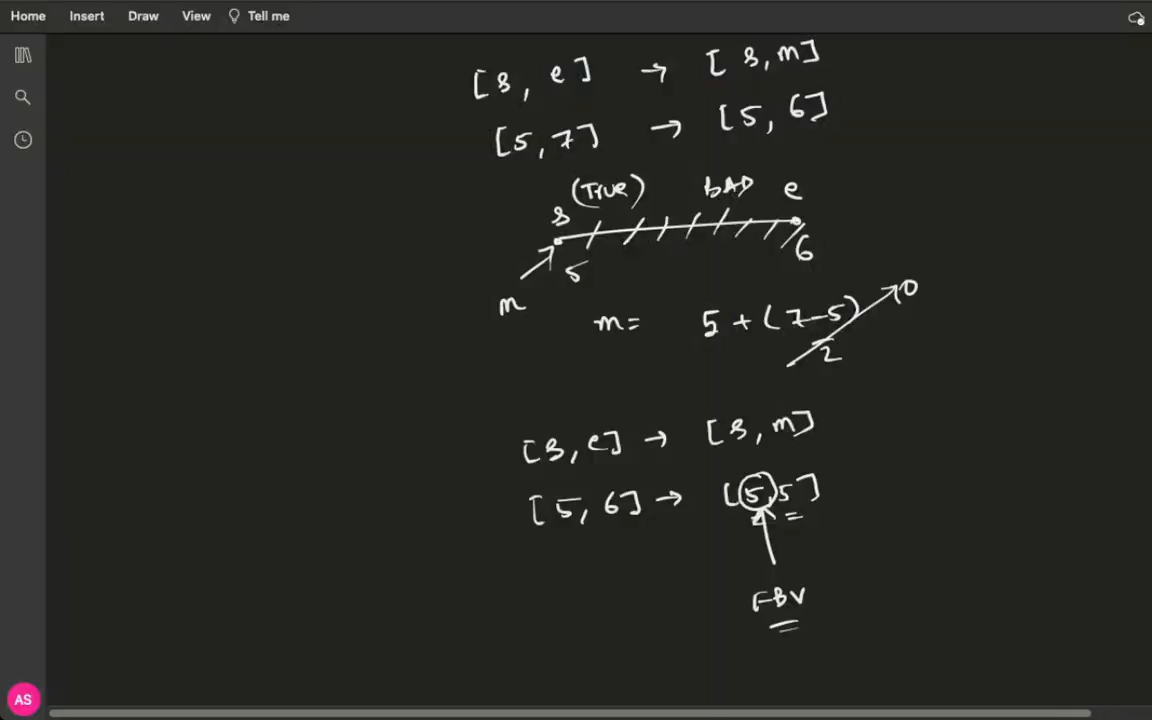 Home Insert Draw View Tell me
[s, e] → [s, m]
[5, 7] → [5, 6]
(True) bAD e
s
5 6
m
m = 5 + (7-5) 0
2
[s, e] → [s, m]
[5, 6] → [5, 5]
FBV
AS